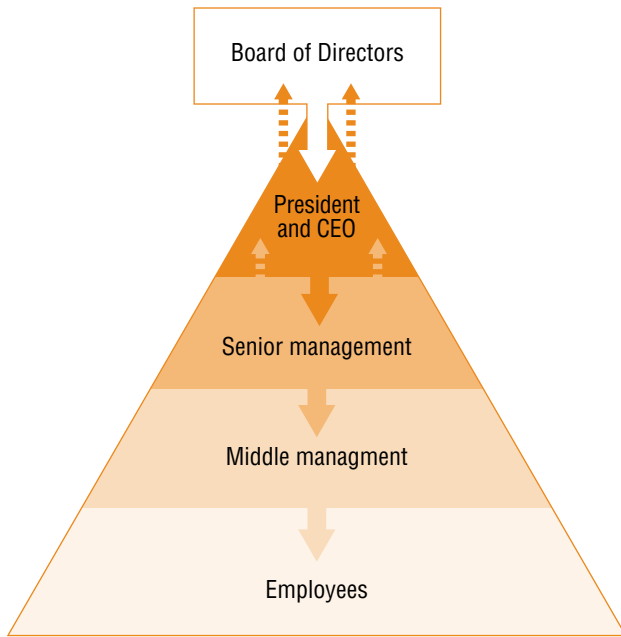 Board of Directors
President
and CEO
Senior management
Middle managment
Employees